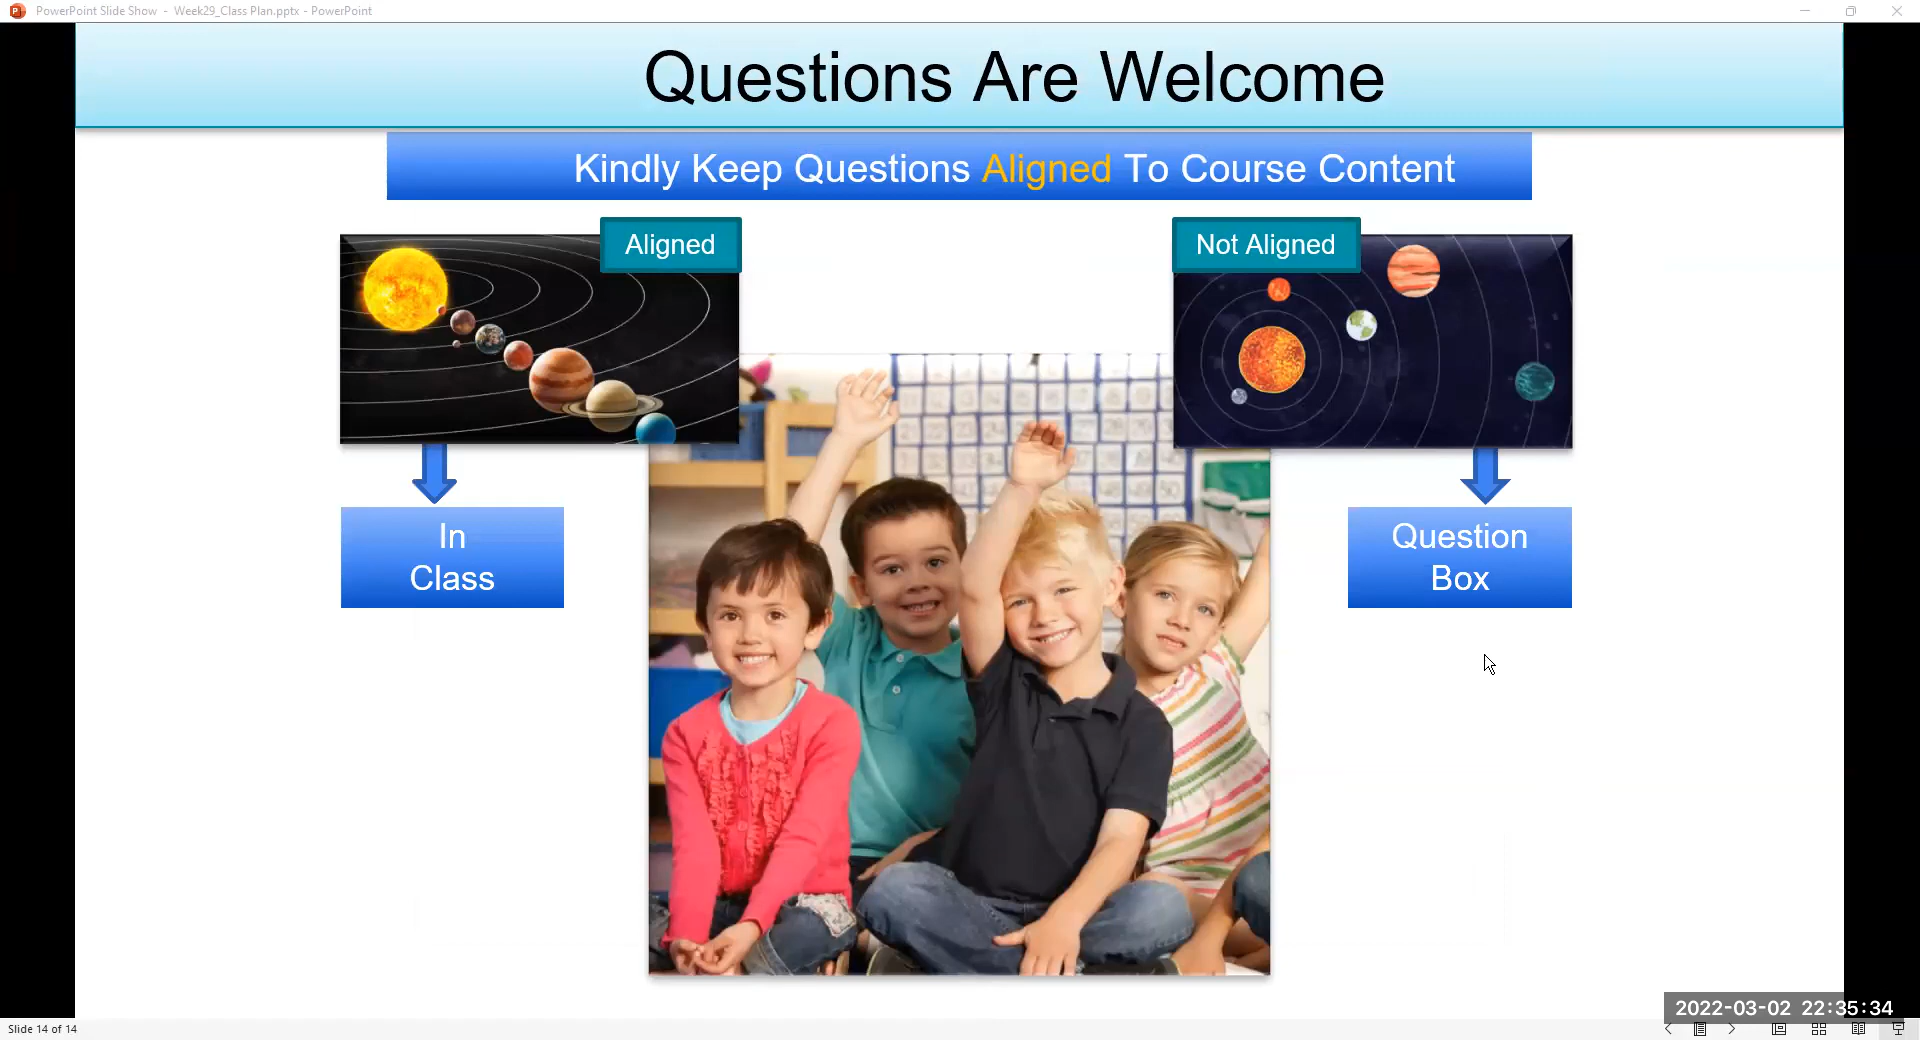 PowerPoint Slide Show - Week29_Class Plan.pptx - PowerPoint
Questions Are Welcome
Kindly Keep Questions Aligned To Course Content
Aligned
Not Aligned
In
Class
Question
Box
2022-03-02 22:35:34
Slide 14 of 14